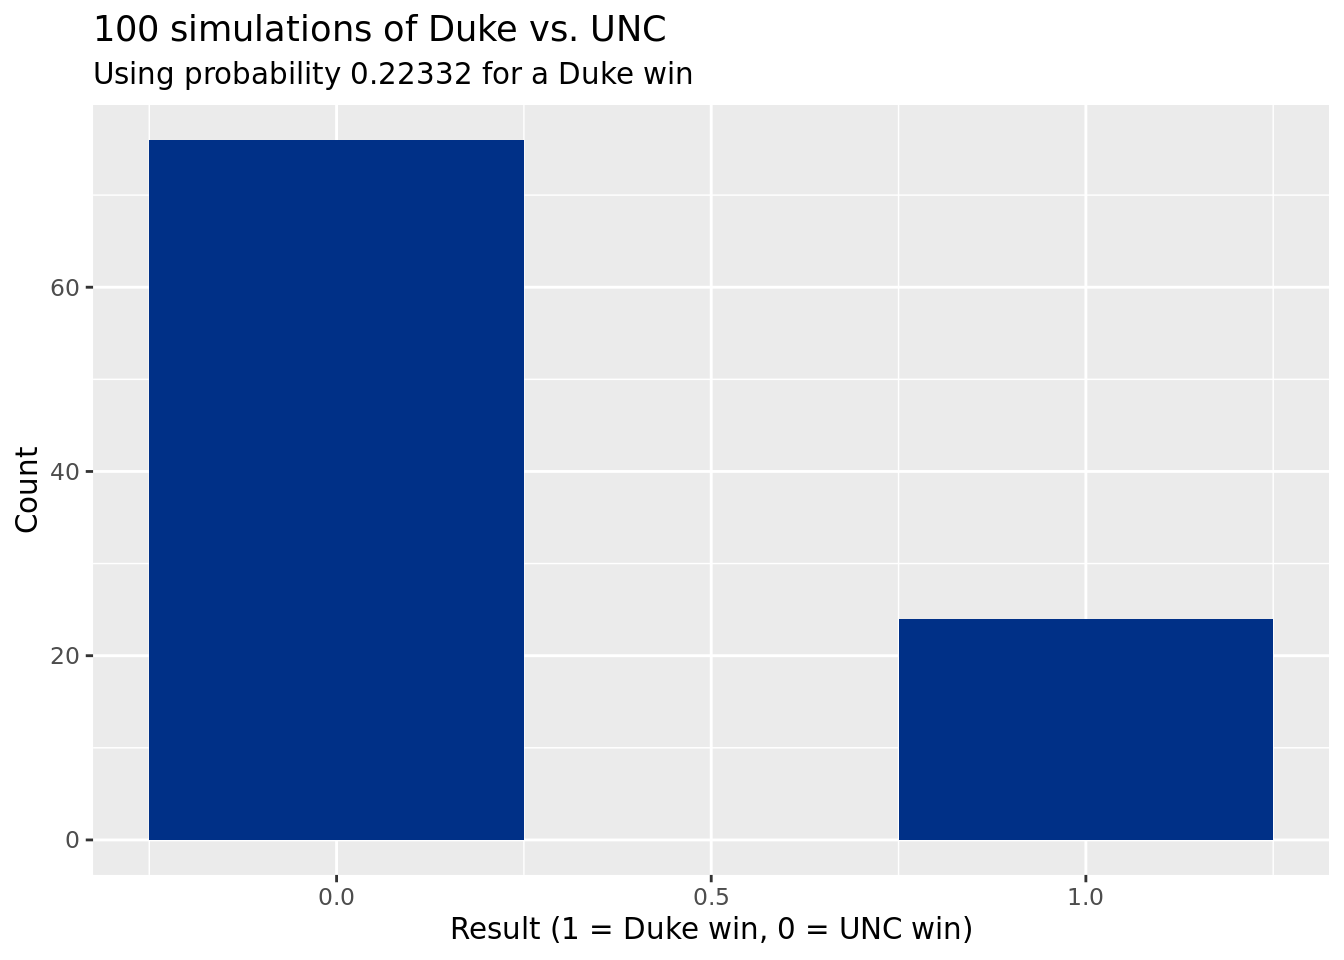 100 simulations of Duke vs. UNC
Using probability 0.22332 for a Duke win
60
40
20
0
Count
0.0 0.5 1.0
Result (1 = Duke win, 0 = UNC win)